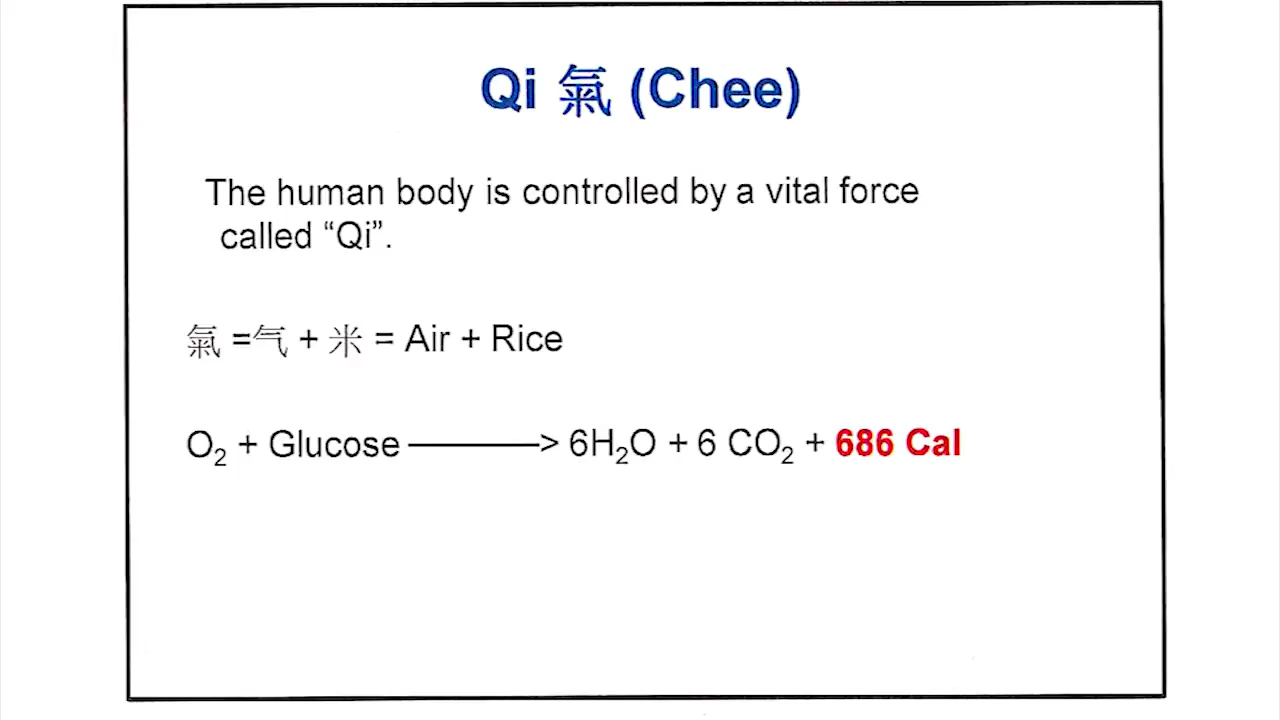 Qi 氣 (Chee)
The human body is controlled by a vital force
called “Qi”.
氣 =气 + 米 = Air + Rice
O₂ + Glucose ————> 6H₂O + 6 CO₂ + 686 Cal